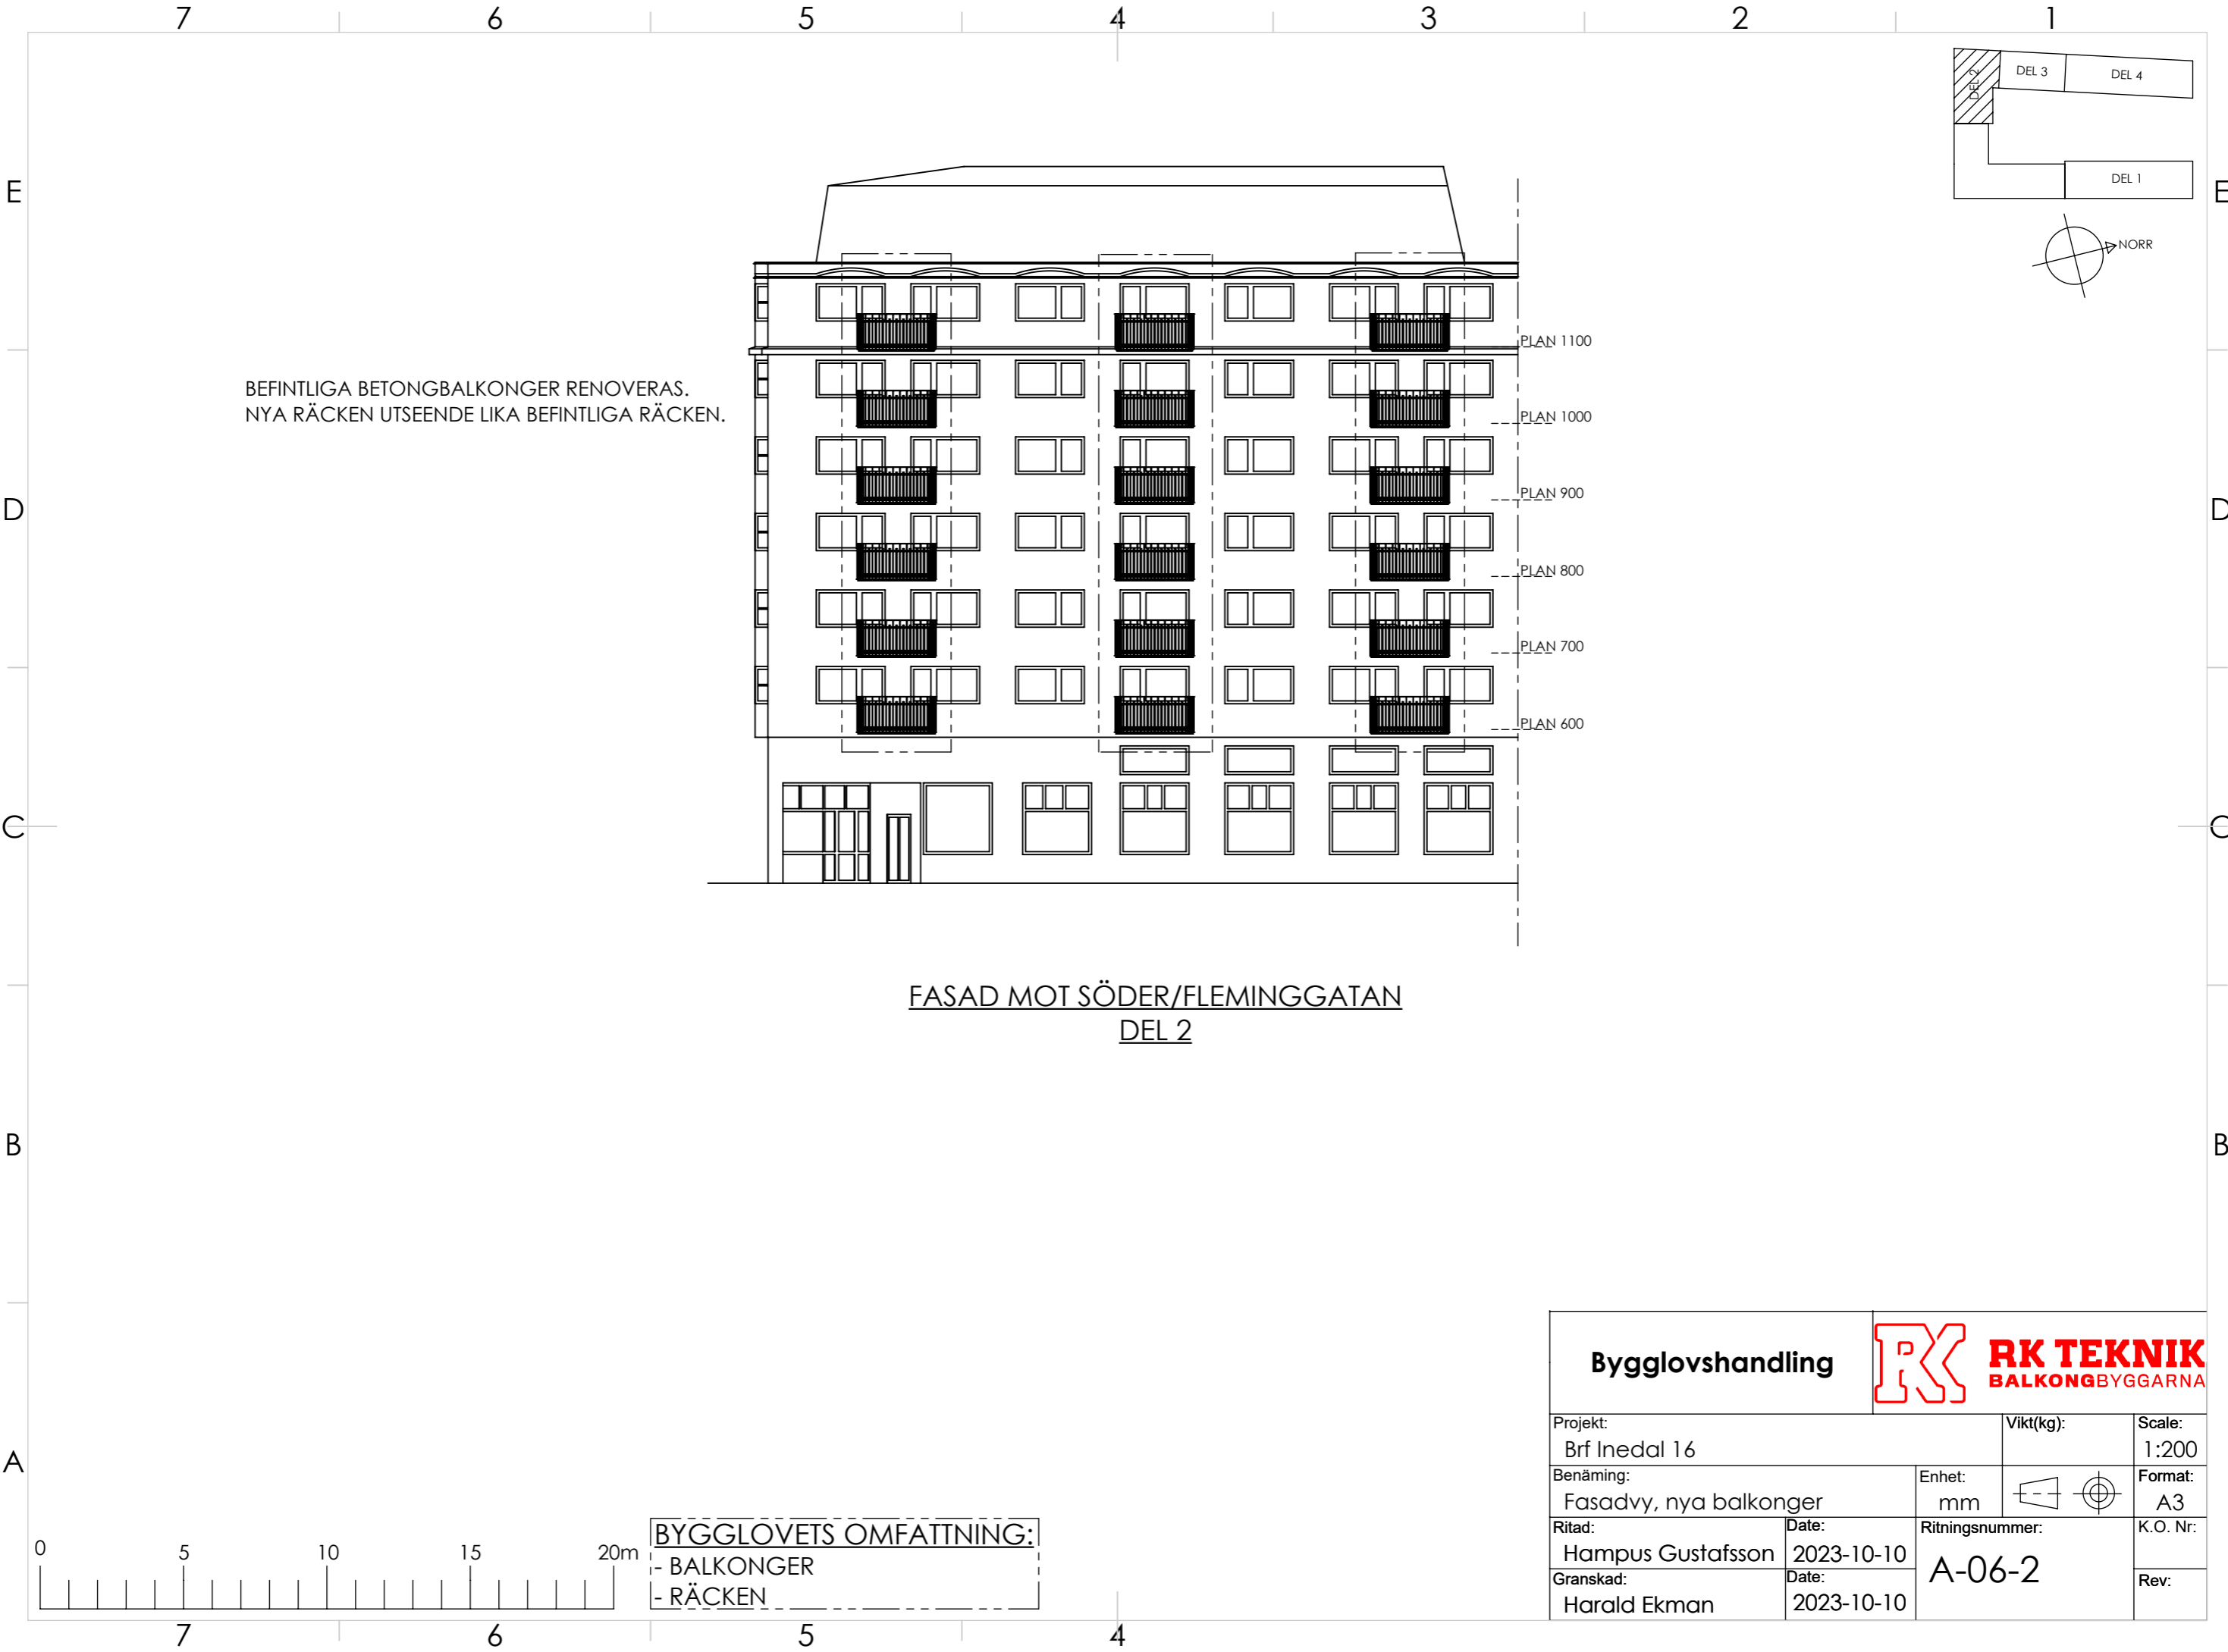 7 6 5 4 3 2 1
DEL 2 DEL 3 DEL 4
DEL 1
NORR
E E
PLAN 1100
BEFINTLIGA BETONGBALKONGER RENOVERAS.
NYA RÄCKEN UTSEENDE LIKA BEFINTLIGA RÄCKEN.
PLAN 1000
PLAN 900
D D
PLAN 800
PLAN 700
PLAN 600
C C
FASAD MOT SÖDER/FLEMINGGATAN
DEL 2
B B
A
Bygglovshandling
RK
RK TEKNIK
BALKONGBYGGARNA
Projekt: Vikt(kg): Scale:
Brf Inedal 16 1:200
Benäming: Enhet: Format:
Fasadvy, nya balkonger mm A3
Ritad: Date: Ritningsnummer: K.O. Nr:
Hampus Gustafsson 2023-10-10 A-06-2
Granskad: Date: Rev:
Harald Ekman 2023-10-10
0 5 10 15 20m
BYGGLOVETS OMFATTNING:
- BALKONGER
- RÄCKEN
7 6 5 4